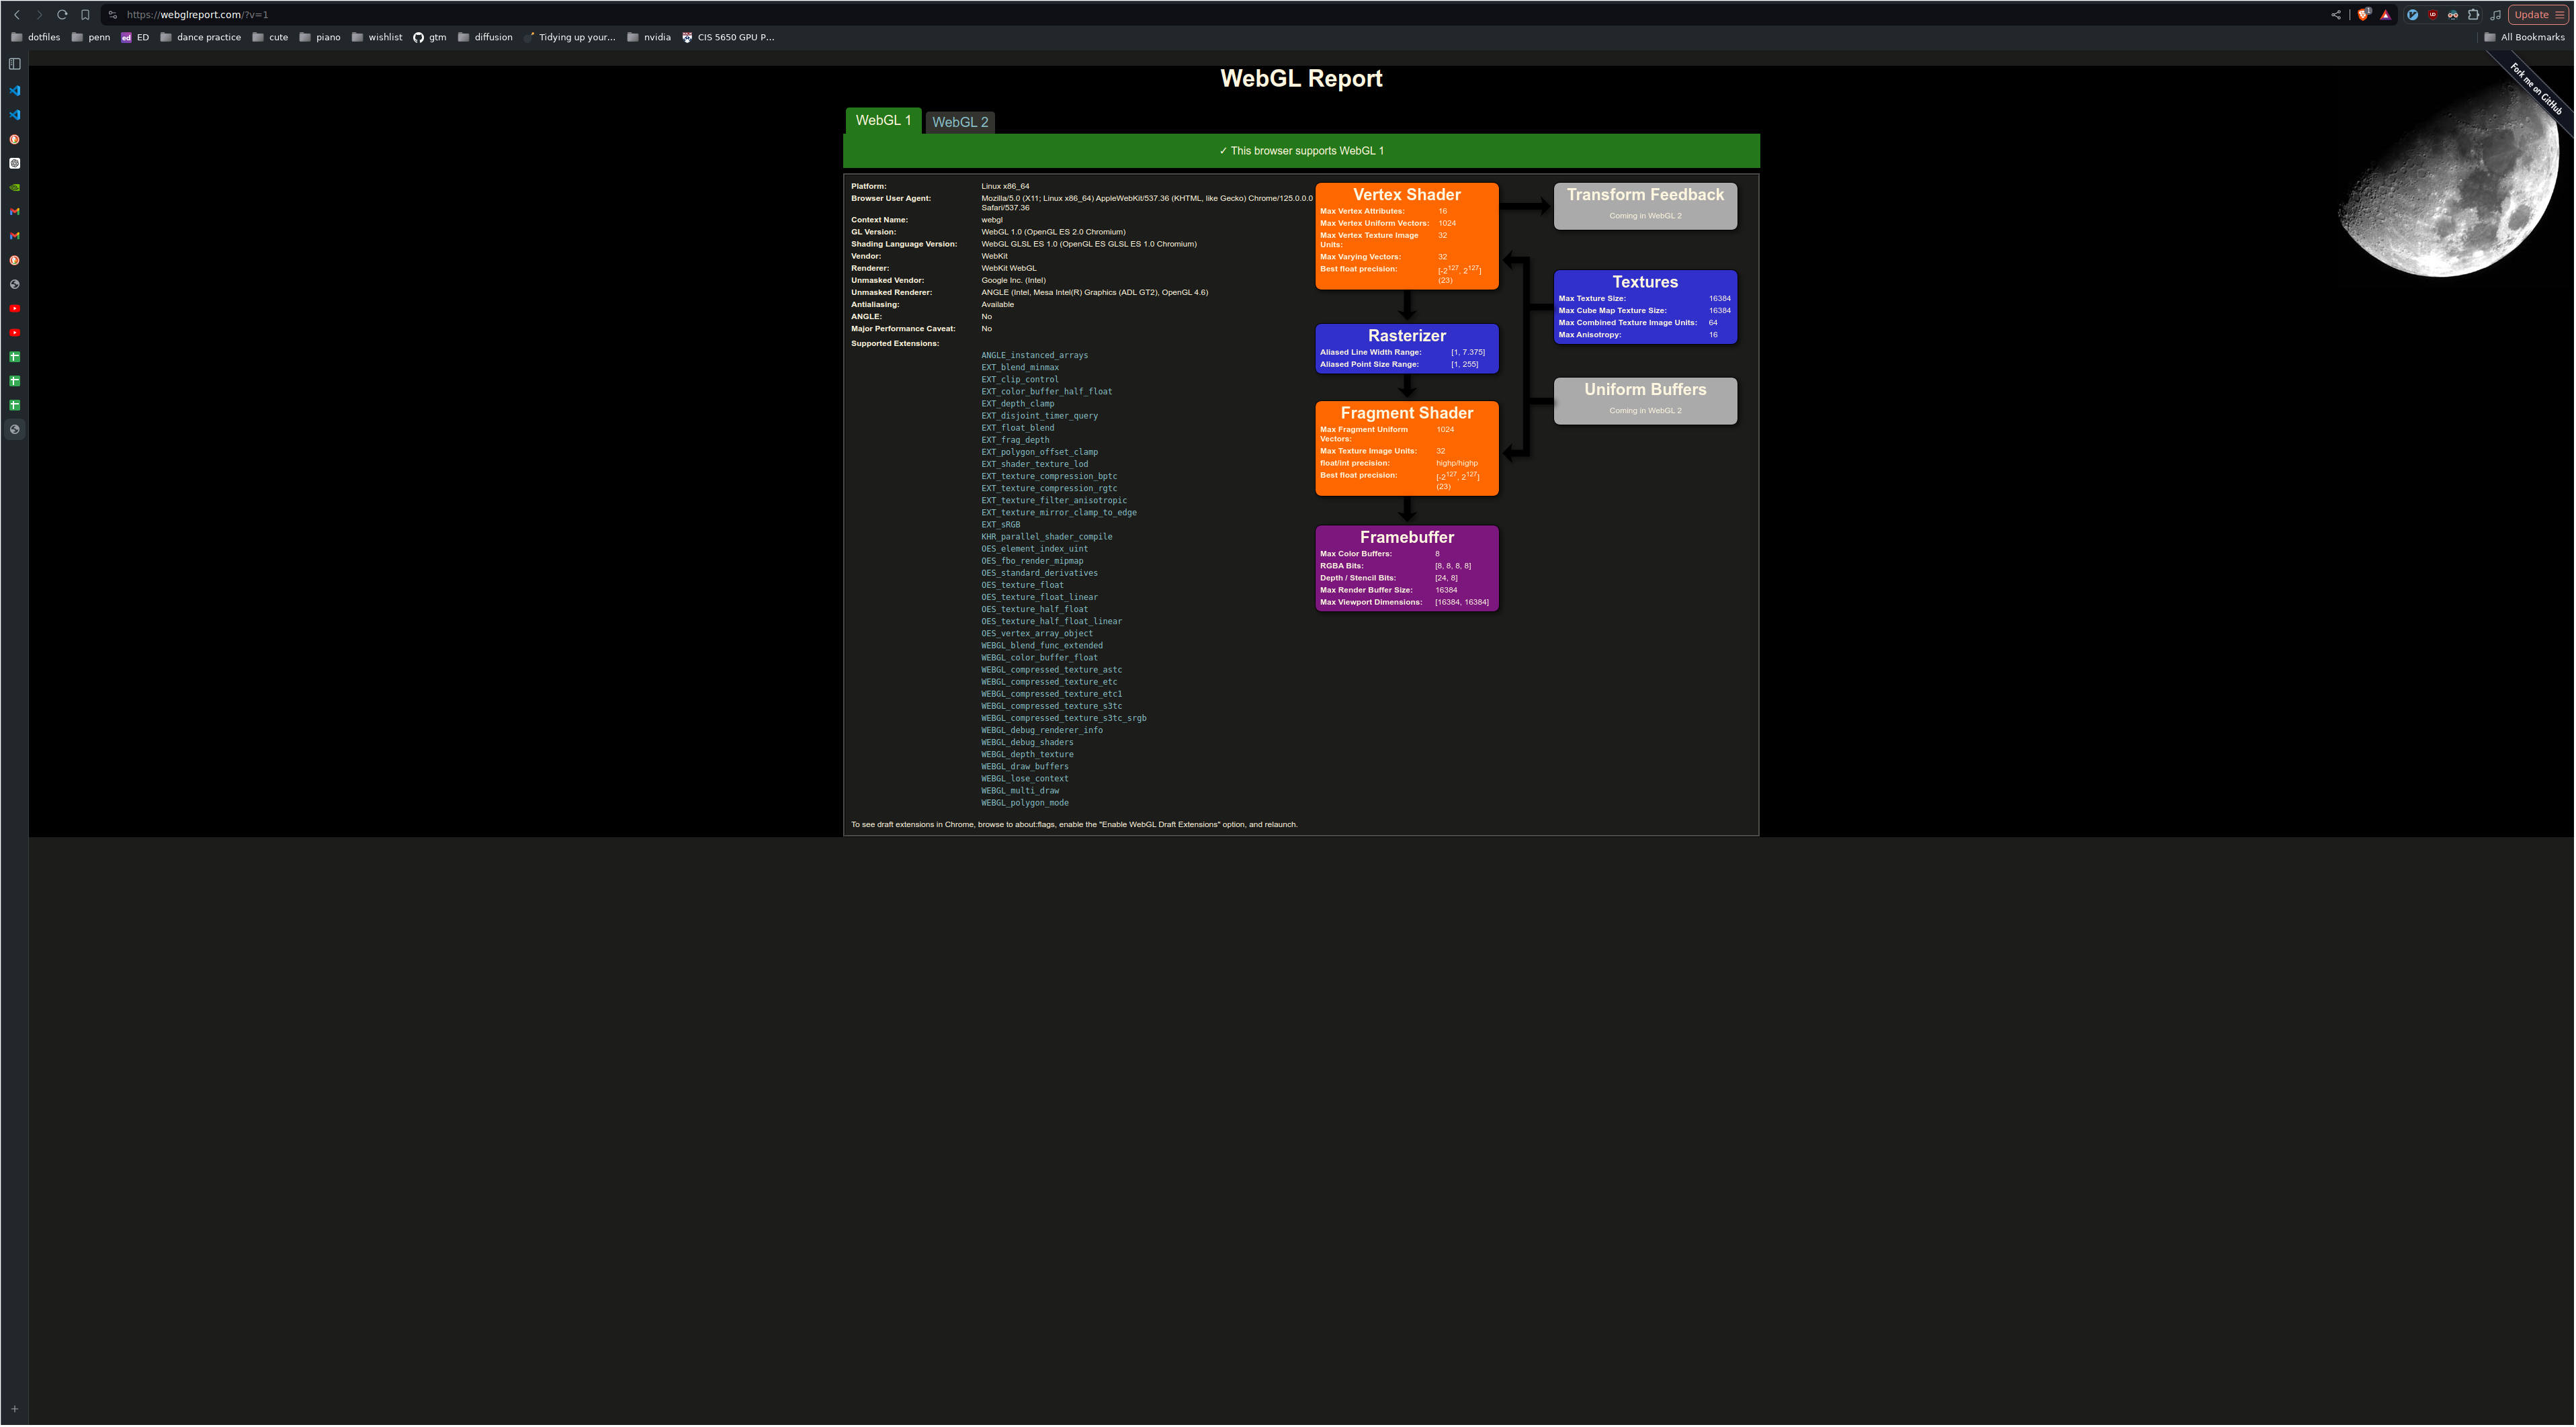 https://webglreport.com/?v=1
Update
dotfiles penn ED dance practice cute piano wishlist gtm diffusion Tidying up your... nvidia CIS 5650 GPU P... All Bookmarks
Fork me on GitHub
WebGL Report
WebGL 1 WebGL 2
✓ This browser supports WebGL 1
Platform: Linux x86_64
Browser User Agent: Mozilla/5.0 (X11; Linux x86_64) AppleWebKit/537.36 (KHTML, like Gecko) Chrome/125.0.0.0
Safari/537.36
Context Name: webgl
GL Version: WebGL 1.0 (OpenGL ES 2.0 Chromium)
Shading Language Version: WebGL GLSL ES 1.0 (OpenGL ES GLSL ES 1.0 Chromium)
Vendor: WebKit
Renderer: WebKit WebGL
Unmasked Vendor: Google Inc. (Intel)
Unmasked Renderer: ANGLE (Intel, Mesa Intel(R) Graphics (ADL GT2), OpenGL 4.6)
Antialiasing: Available
ANGLE: No
Major Performance Caveat: No
Supported Extensions:
ANGLE_instanced_arrays
EXT_blend_minmax
EXT_clip_control
EXT_color_buffer_half_float
EXT_depth_clamp
EXT_disjoint_timer_query
EXT_float_blend
EXT_frag_depth
EXT_polygon_offset_clamp
EXT_shader_texture_lod
EXT_texture_compression_bptc
EXT_texture_compression_rgtc
EXT_texture_filter_anisotropic
EXT_texture_mirror_clamp_to_edge
EXT_sRGB
KHR_parallel_shader_compile
OES_element_index_uint
OES_fbo_render_mipmap
OES_standard_derivatives
OES_texture_float
OES_texture_float_linear
OES_texture_half_float
OES_texture_half_float_linear
OES_vertex_array_object
WEBGL_blend_func_extended
WEBGL_color_buffer_float
WEBGL_compressed_texture_astc
WEBGL_compressed_texture_etc
WEBGL_compressed_texture_etc1
WEBGL_compressed_texture_s3tc
WEBGL_compressed_texture_s3tc_srgb
WEBGL_debug_renderer_info
WEBGL_debug_shaders
WEBGL_depth_texture
WEBGL_draw_buffers
WEBGL_lose_context
WEBGL_multi_draw
WEBGL_polygon_mode
To see draft extensions in Chrome, browse to about:flags, enable the "Enable WebGL Draft Extensions" option, and relaunch.
Vertex Shader
Max Vertex Attributes: 16
Max Vertex Uniform Vectors: 1024
Max Vertex Texture Image 32
Units:
Max Varying Vectors: 32
Best float precision: [-2¹²⁷, 2¹²⁷]
(23)
Rasterizer
Aliased Line Width Range: [1, 7.375]
Aliased Point Size Range: [1, 255]
Fragment Shader
Max Fragment Uniform 1024
Vectors:
Max Texture Image Units: 32
float/int precision: highp/highp
Best float precision: [-2¹²⁷, 2¹²⁷]
(23)
Framebuffer
Max Color Buffers: 8
RGBA Bits: [8, 8, 8, 8]
Depth / Stencil Bits: [24, 8]
Max Render Buffer Size: 16384
Max Viewport Dimensions: [16384, 16384]
Transform Feedback
Coming in WebGL 2
Textures
Max Texture Size: 16384
Max Cube Map Texture Size: 16384
Max Combined Texture Image Units: 64
Max Anisotropy: 16
Uniform Buffers
Coming in WebGL 2